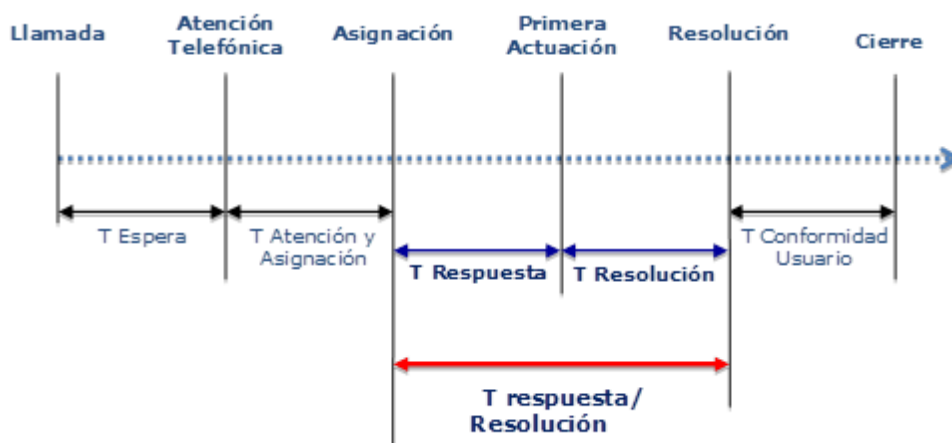 Llamada
Atención
Telefónica
Asignación
Primera
Actuación
Resolución
Cierre
T Espera
T Atención y
Asignación
T Respuesta
T Resolución
T Conformidad
Usuario
T respuesta/
Resolución